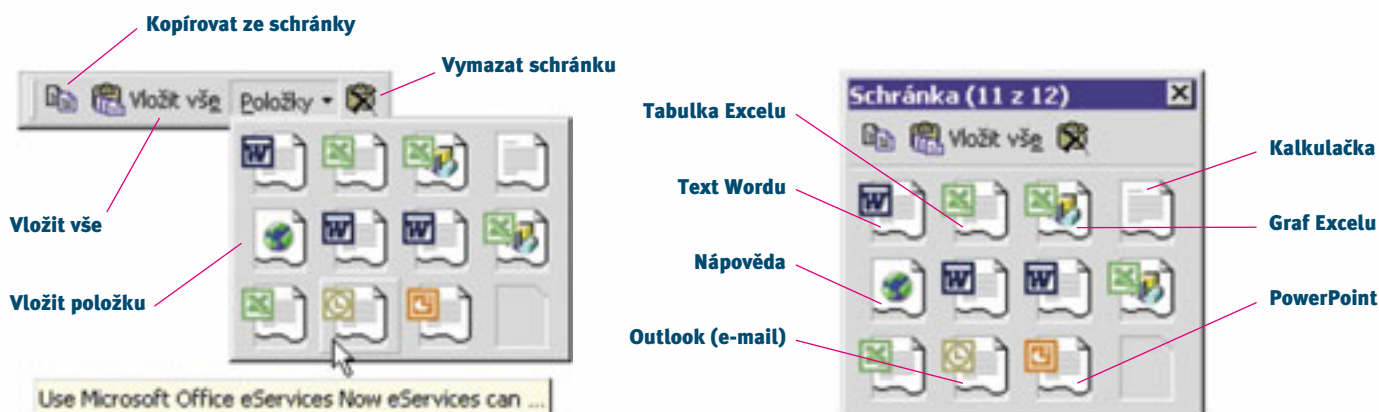 Kopírovat ze schránky
Vymazat schránku
Vložit vše Položky
Vložit vše
Vložit položku
Use Microsoft Office eServices Now eServices can ...
Schránka (11 z 12)
Vložit vše
Tabulka Excelu
Text Wordu
Nápověda
Outlook (e-mail)
Kalkulačka
Graf Excelu
PowerPoint